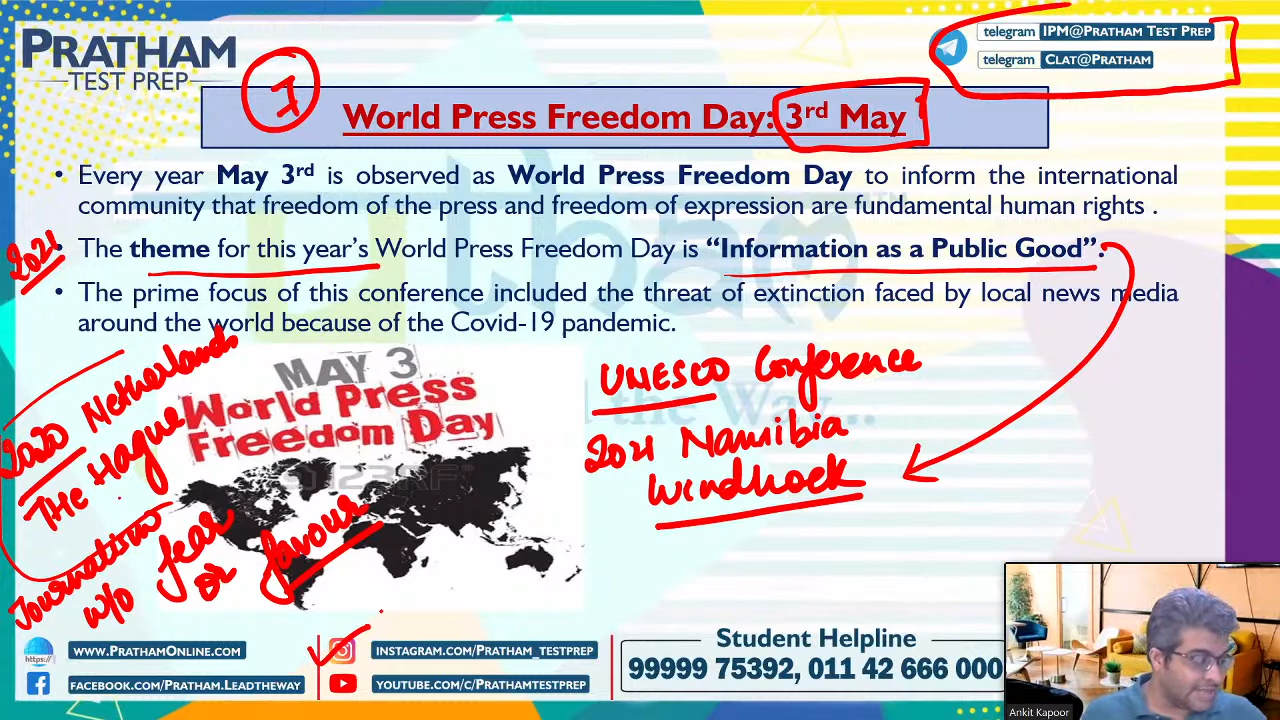 PRATHAM
TEST PREP
telegram IPM@PRATHAM TEST PREP
telegram CLAT@PRATHAM
7
World Press Freedom Day: 3rd May
• Every year May 3rd is observed as World Press Freedom Day to inform the international
community that freedom of the press and freedom of expression are fundamental human rights .
2021
• The theme for this year's World Press Freedom Day is “Information as a Public Good”.
• The prime focus of this conference included the threat of extinction faced by local news media
around the world because of the Covid-19 pandemic.
MAY 3
World Press
Freedom Day
123RF
UNESCO Conference
2021 Namibia
Windhoek
2020 Netherlands
The Hague
Journalism
w/o fear
or favour
the Way...
https://
WWW.PRATHAMONLINE.COM
FACEBOOK.COM/PRATHAM.LEADTHEWAY
INSTAGRAM.COM/PRATHAM_TESTPREP
YOUTUBE.COM/C/PRATHAMTESTPREP
Student Helpline
99999 75392, 011 42 666 000
Ankit Kapoor